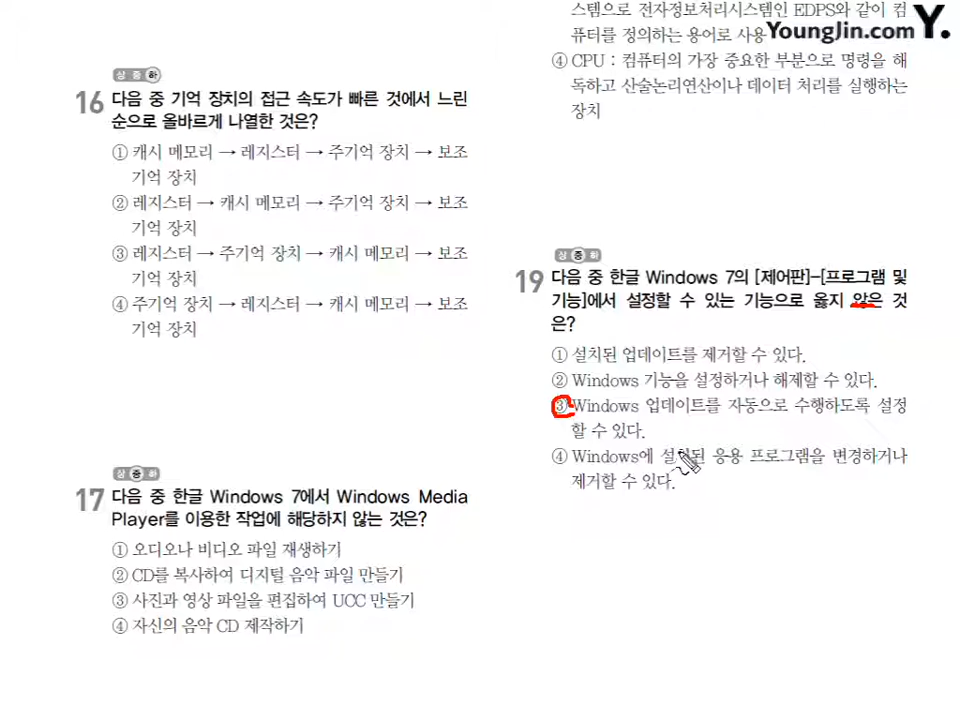 상 중 하
16 다음 중 기억 장치의 접근 속도가 빠른 것에서 느린
순으로 올바르게 나열한 것은?
① 캐시 메모리 → 레지스터 → 주기억 장치 → 보조
기억 장치
② 레지스터 → 캐시 메모리 → 주기억 장치 → 보조
기억 장치
③ 레지스터 → 주기억 장치 → 캐시 메모리 → 보조
기억 장치
④ 주기억 장치 → 레지스터 → 캐시 메모리 → 보조
기억 장치
상 중 하
17 다음 중 한글 Windows 7에서 Windows Media
Player를 이용한 작업에 해당하지 않는 것은?
① 오디오나 비디오 파일 재생하기
② CD를 복사하여 디지털 음악 파일 만들기
③ 사진과 영상 파일을 편집하여 UCC 만들기
④ 자신의 음악 CD 제작하기
스템으로 전자정보처리시스템인 EDPS와 같이 컴
퓨터를 정의하는 용어로 사용
YoungJin.com Y.
④ CPU : 컴퓨터의 가장 중요한 부분으로 명령을 해
독하고 산술논리연산이나 데이터 처리를 실행하는
장치
상 중 하
19 다음 중 한글 Windows 7의 [제어판]-[프로그램 및
기능]에서 설정할 수 있는 기능으로 옳지 않은 것
은?
① 설치된 업데이트를 제거할 수 있다.
② Windows 기능을 설정하거나 해제할 수 있다.
③ Windows 업데이트를 자동으로 수행하도록 설정
할 수 있다.
④ Windows에 설치된 응용 프로그램을 변경하거나
제거할 수 있다.